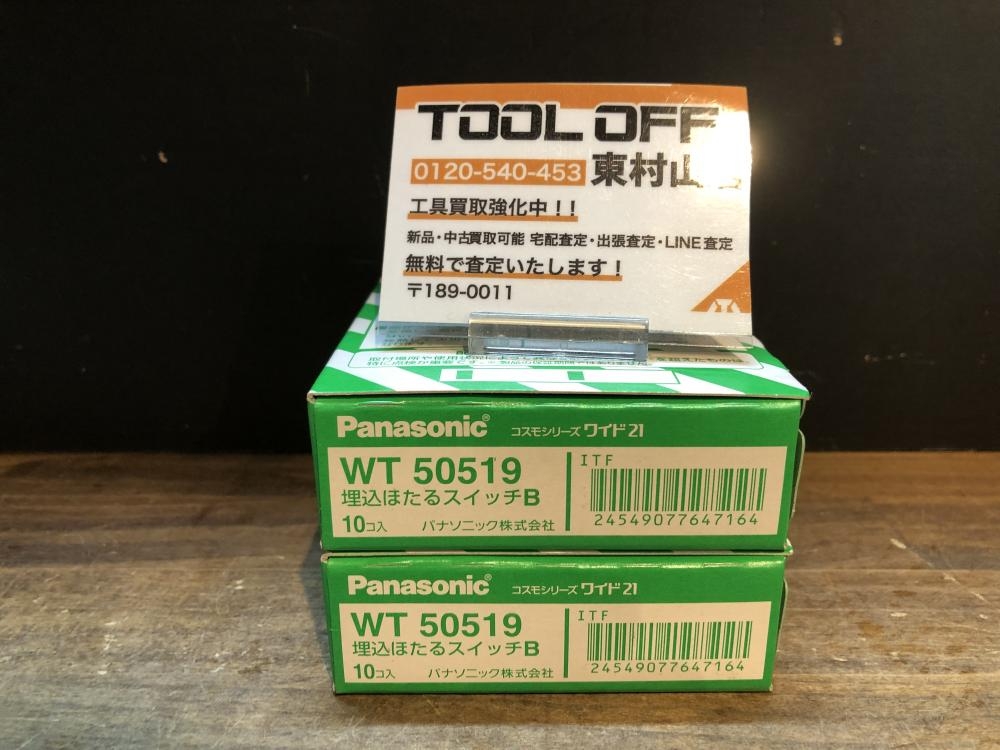 TOOL OFF
0120-540-453 東村山
工具買取強化中!!
新品・中古買取可能 宅配査定・出張査定・LINE査定
無料で査定いたします!
〒189-0011
Panasonic® コスモシリーズ ワイド21
WT 50519
埋込ほたるスイッチB
10コ入 パナソニック株式会社
ITF
24549077647164
Panasonic® コスモシリーズ ワイド21
WT 50519
埋込ほたるスイッチB
10コ入 パナソニック株式会社
ITF
24549077647164